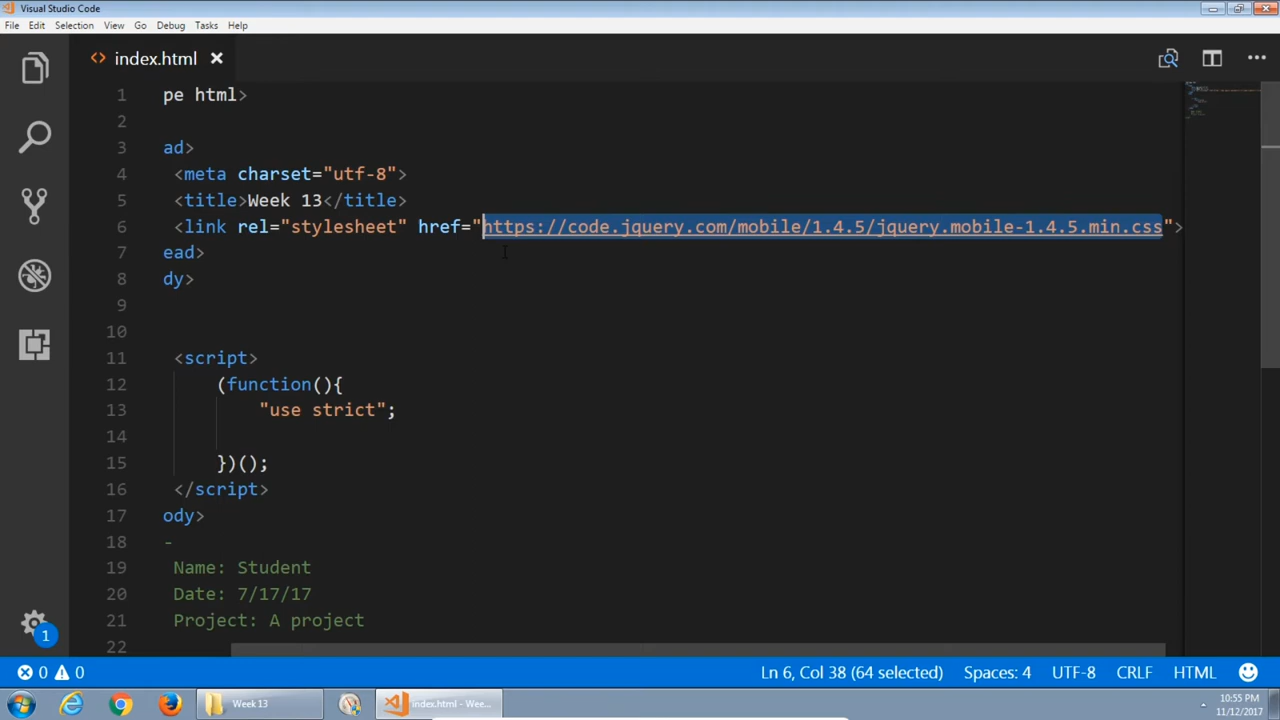 Visual Studio Code
File Edit Selection View Go Debug Tasks Help
<> index.html
1 pe html>
2
3 ad>
4 <meta charset="utf-8">
5 <title>Week 13</title>
6 <link rel="stylesheet" href="https://code.jquery.com/mobile/1.4.5/jquery.mobile-1.4.5.min.css">
7 ead>
8 dy>
9
10
11 <script>
12 (function(){
13 "use strict";
14
15 })();
16 </script>
17 ody>
18 -
19 Name: Student
20 Date: 7/17/17
21 Project: A project
22
1
0 0 Ln 6, Col 38 (64 selected) Spaces: 4 UTF-8 CRLF HTML
Week 13 index.html - Wee... 10:55 PM
11/12/2017